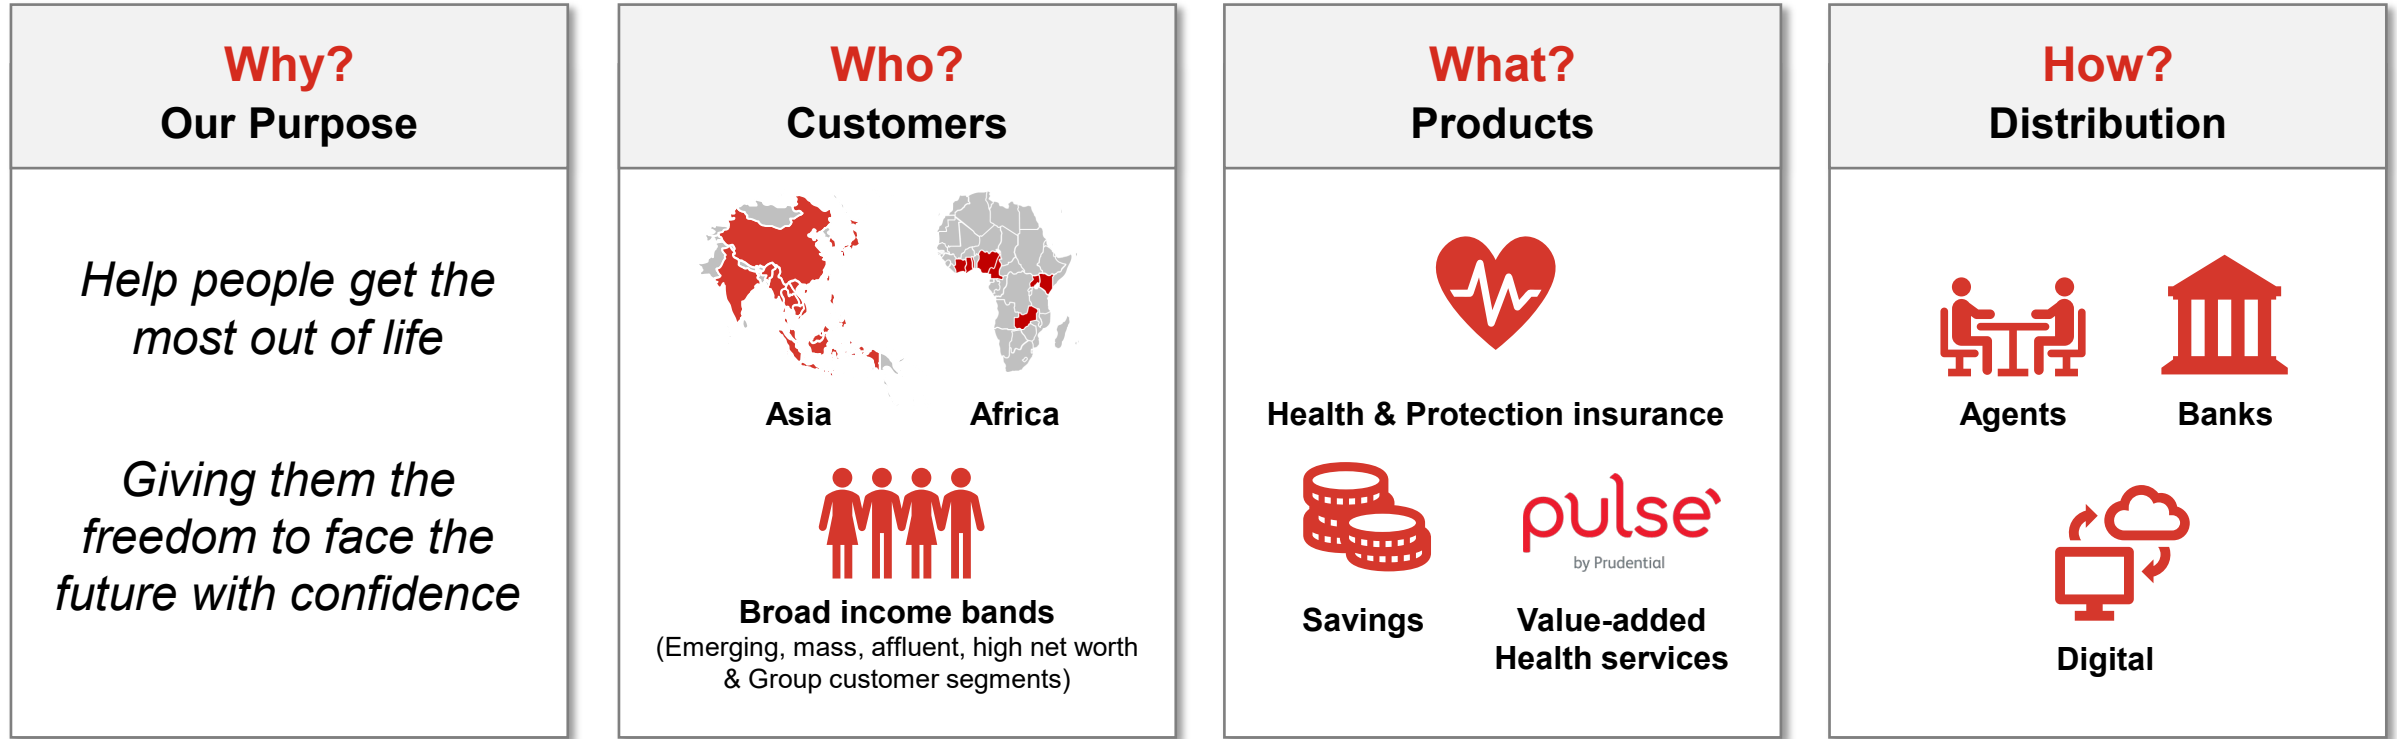 Why?
Our Purpose
Help people get the
most out of life
Giving them the
freedom to face the
future with confidence
Who?
Customers
Asia
Africa
Broad income bands
(Emerging, mass, affluent, high net worth
& Group customer segments)
What?
Products
Health & Protection insurance
Savings
pulse
by Prudential
Value-added
Health services
How?
Distribution
Agents
Banks
Digital